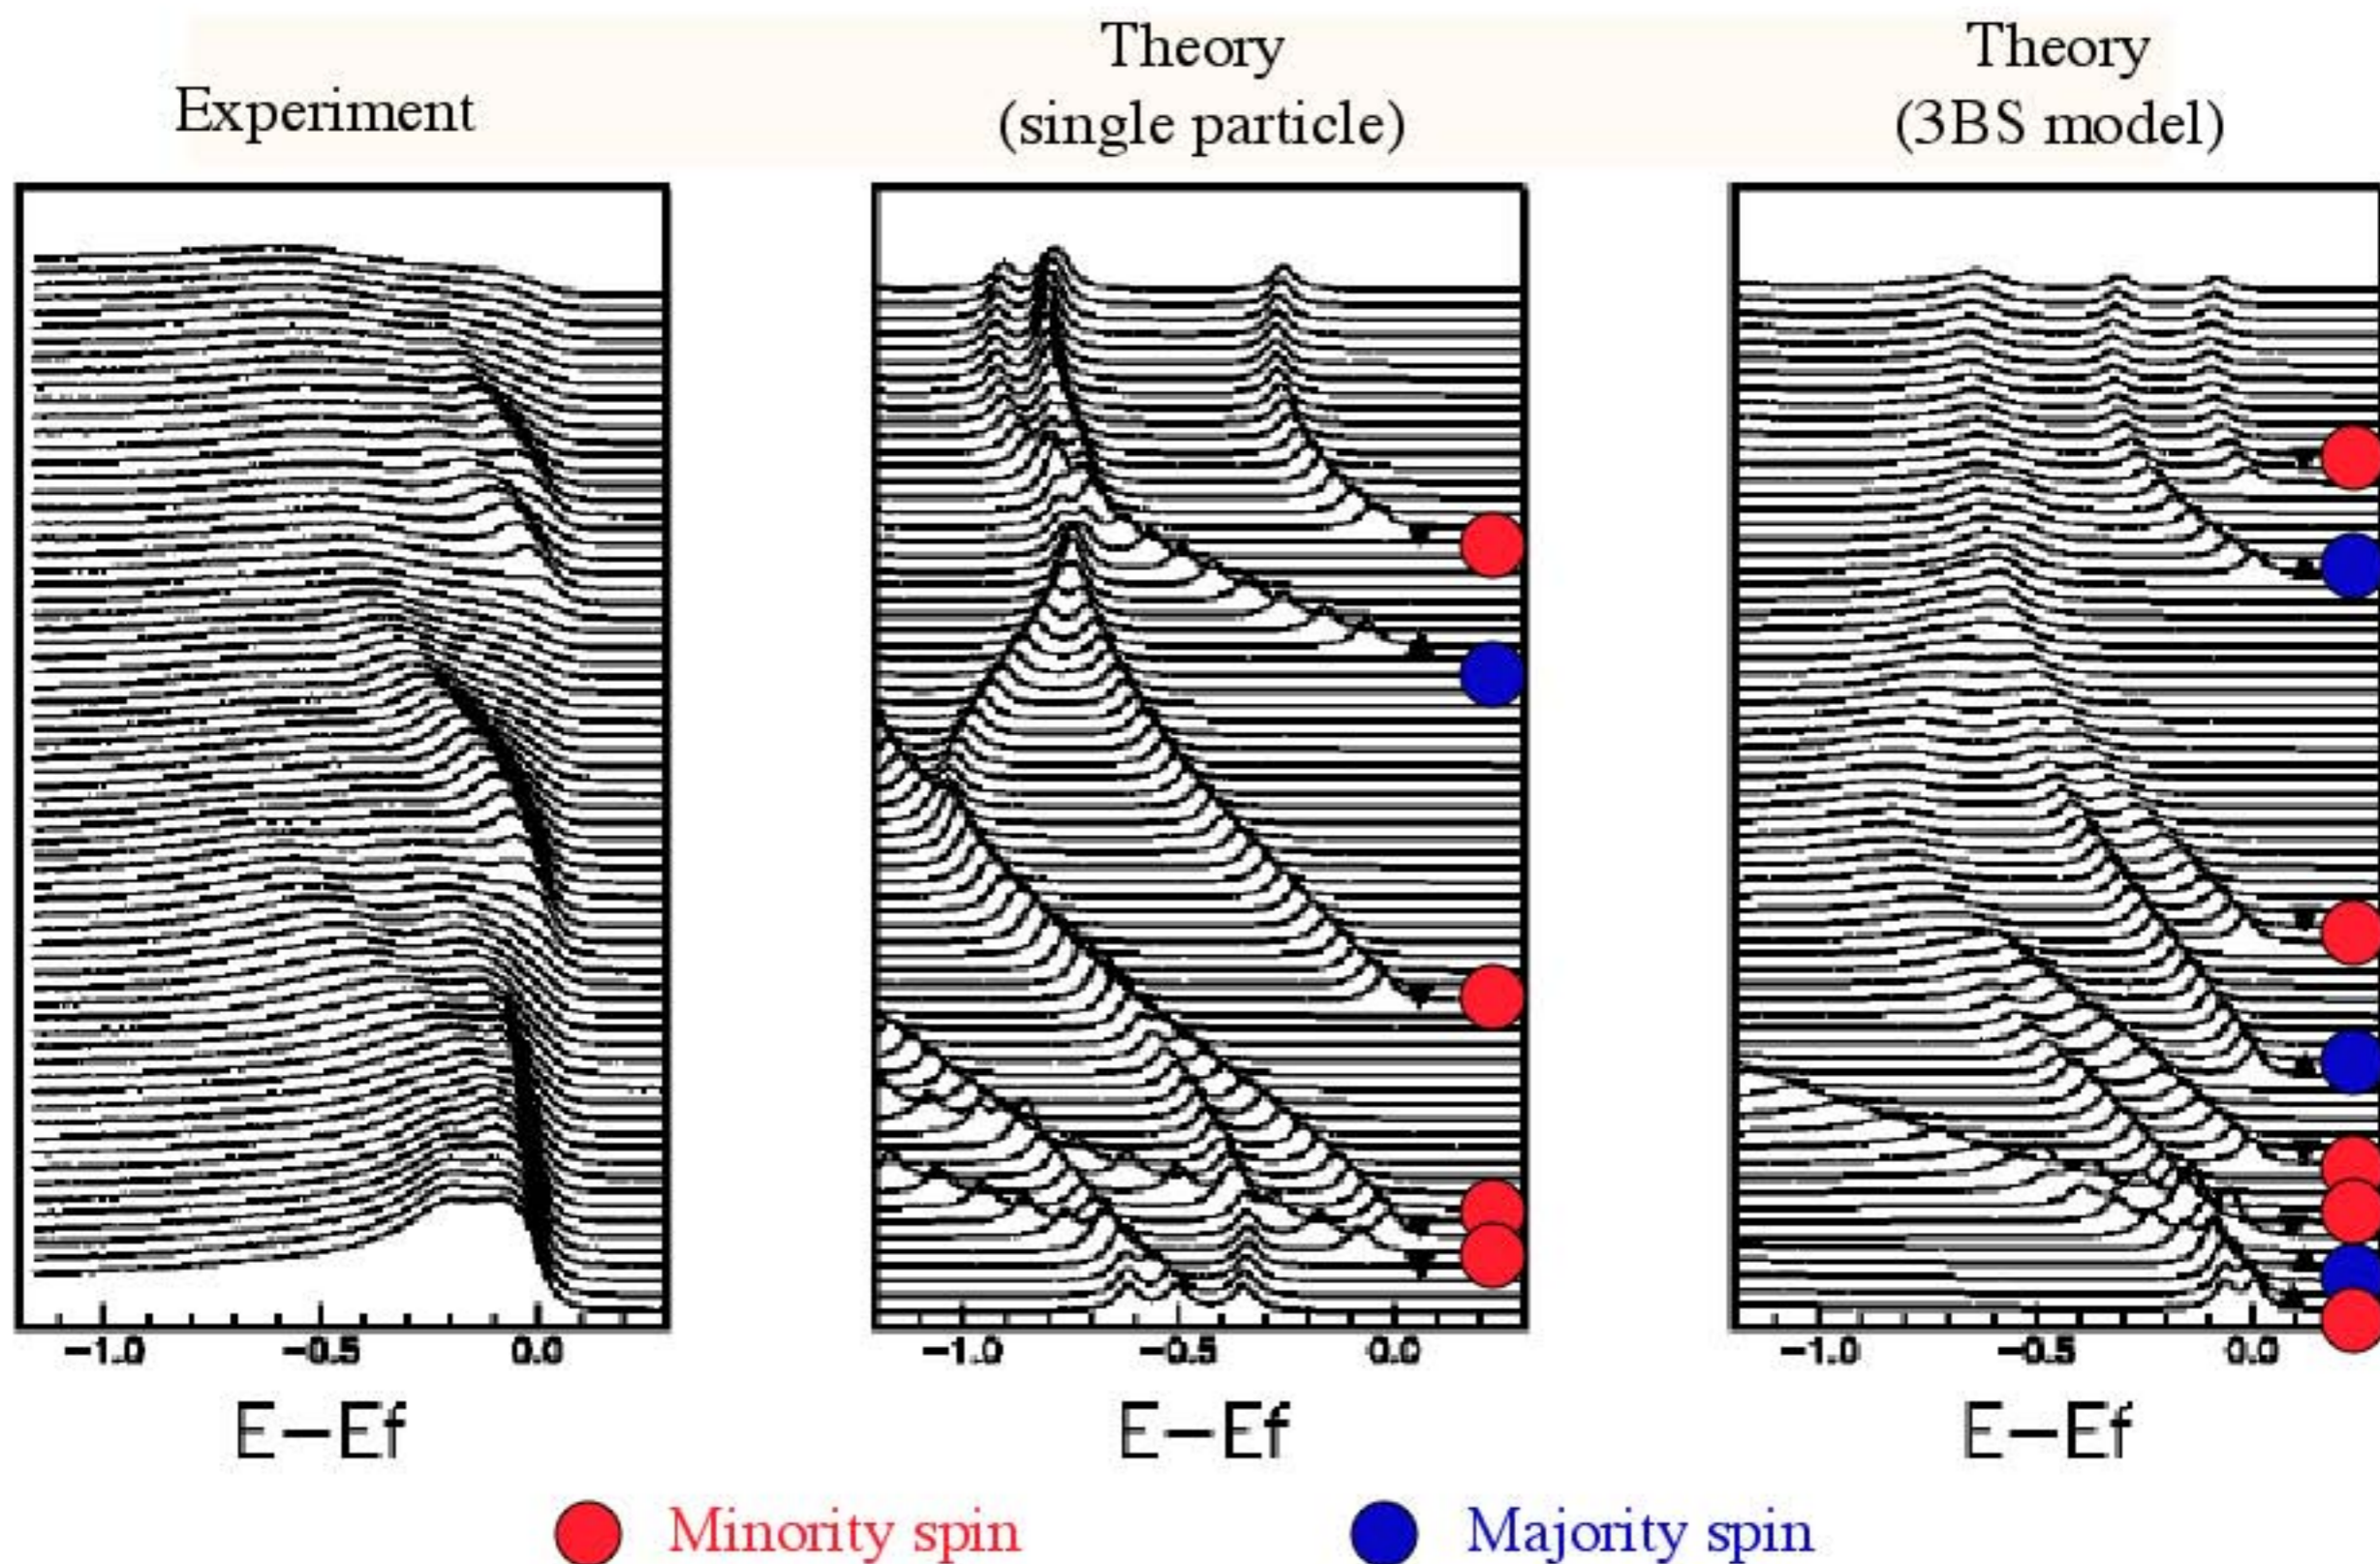 Experiment
Theory
(single particle)
Theory
(3BS model)
−1.0 −0.5 0.0
−1.0 −0.5 0.0
−1.0 −0.5 0.0
E−Ef
E−Ef
E−Ef
Minority spin
Majority spin